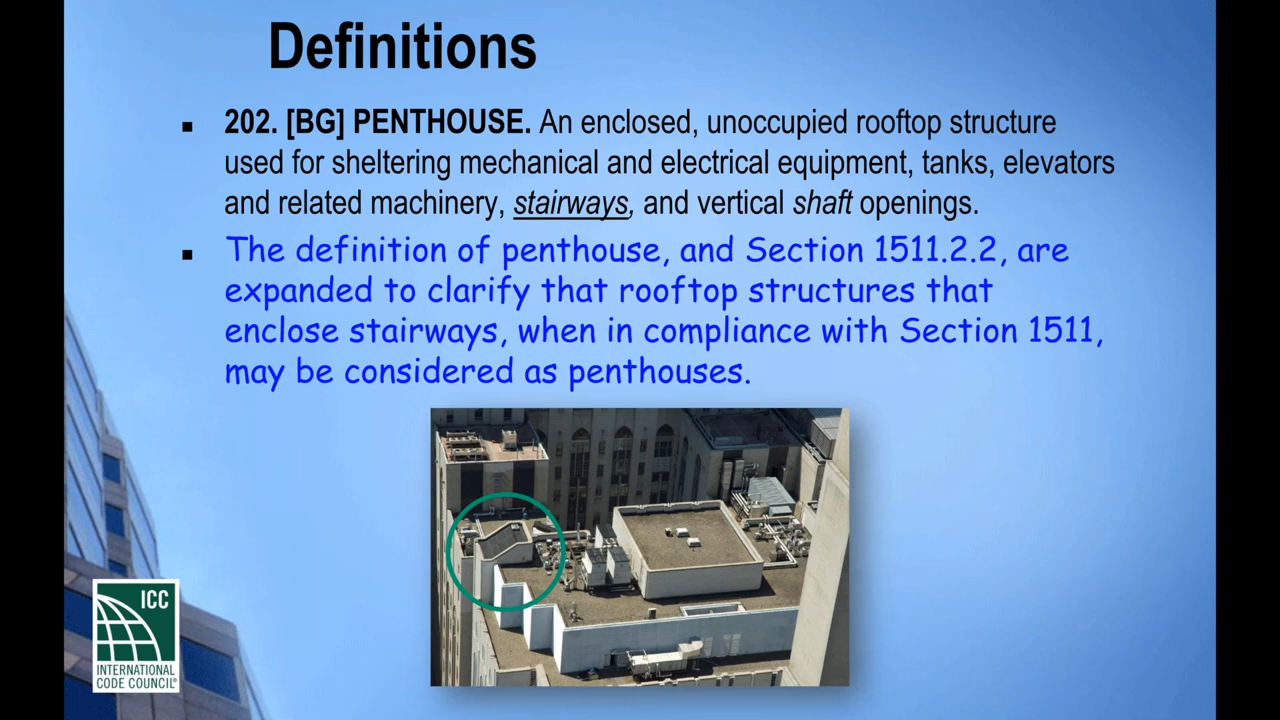 Definitions
202. [BG] PENTHOUSE. An enclosed, unoccupied rooftop structure
used for sheltering mechanical and electrical equipment, tanks, elevators
and related machinery, stairways, and vertical shaft openings.
The definition of penthouse, and Section 1511.2.2, are
expanded to clarify that rooftop structures that
enclose stairways, when in compliance with Section 1511,
may be considered as penthouses.
ICC
INTERNATIONAL
CODE COUNCIL®